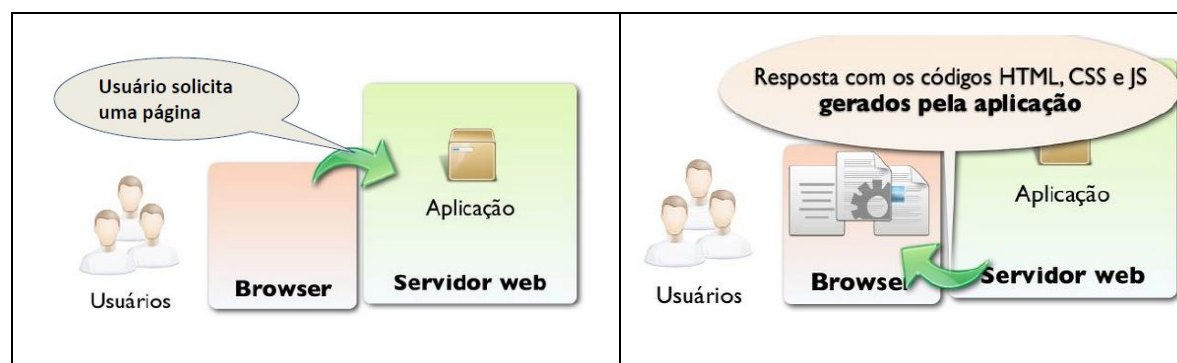 Usuário solicita
uma página
Aplicação
Usuários
Browser
Servidor web
Resposta com os códigos HTML, CSS e JS
gerados pela aplicação
Aplicação
Usuários
Browser
Servidor web